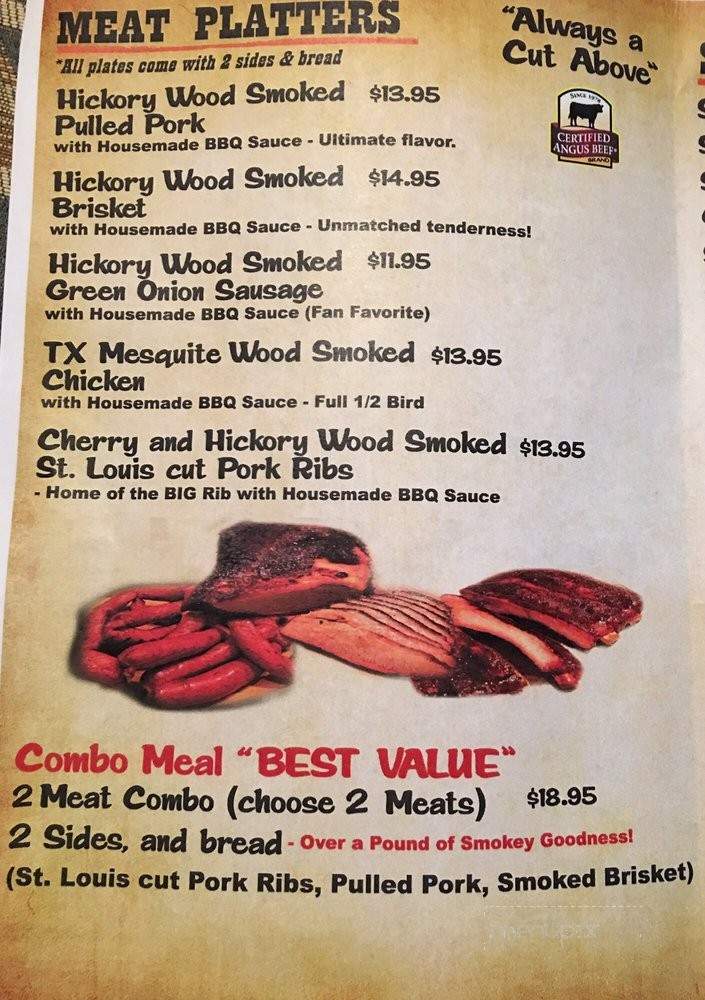 MEAT PLATTERS
*All plates come with 2 sides & bread
"Always a
Cut Above"
SINCE 1978
CERTIFIED
ANGUS BEEF®
BRAND
Hickory Wood Smoked $13.95
Pulled Pork
with Housemade BBQ Sauce - Ultimate flavor.
Hickory Wood Smoked $14.95
Brisket
with Housemade BBQ Sauce - Unmatched tenderness!
Hickory Wood Smoked $11.95
Green Onion Sausage
with Housemade BBQ Sauce (Fan Favorite)
TX Mesquite Wood Smoked $13.95
Chicken
with Housemade BBQ Sauce - Full 1/2 Bird
Cherry and Hickory Wood Smoked $13.95
St. Louis cut Pork Ribs
- Home of the BIG Rib with Housemade BBQ Sauce
Combo Meal "BEST VALUE"
2 Meat Combo (choose 2 Meats) $18.95
2 Sides, and bread - Over a Pound of Smokey Goodness!
(St. Louis cut Pork Ribs, Pulled Pork, Smoked Brisket)